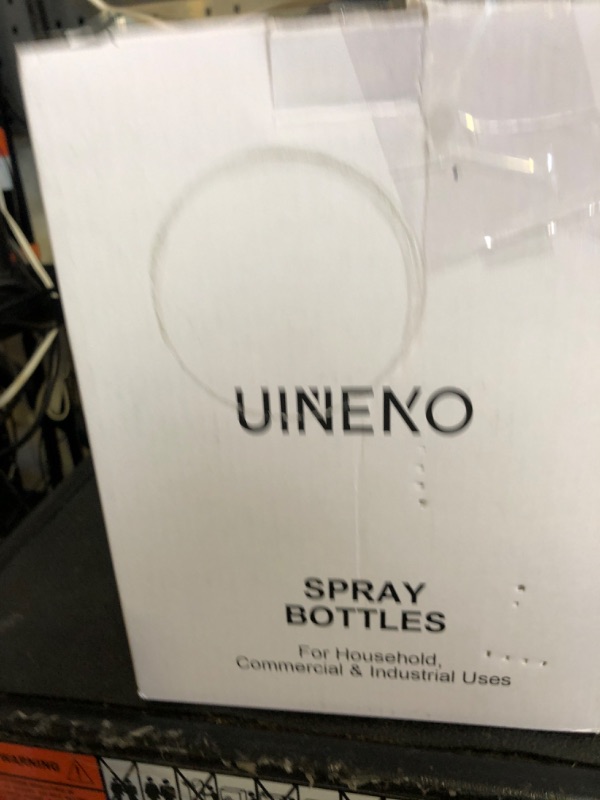 UINEKO
SPRAY
BOTTLES
For Household,
Commercial & Industrial Uses
WARNING